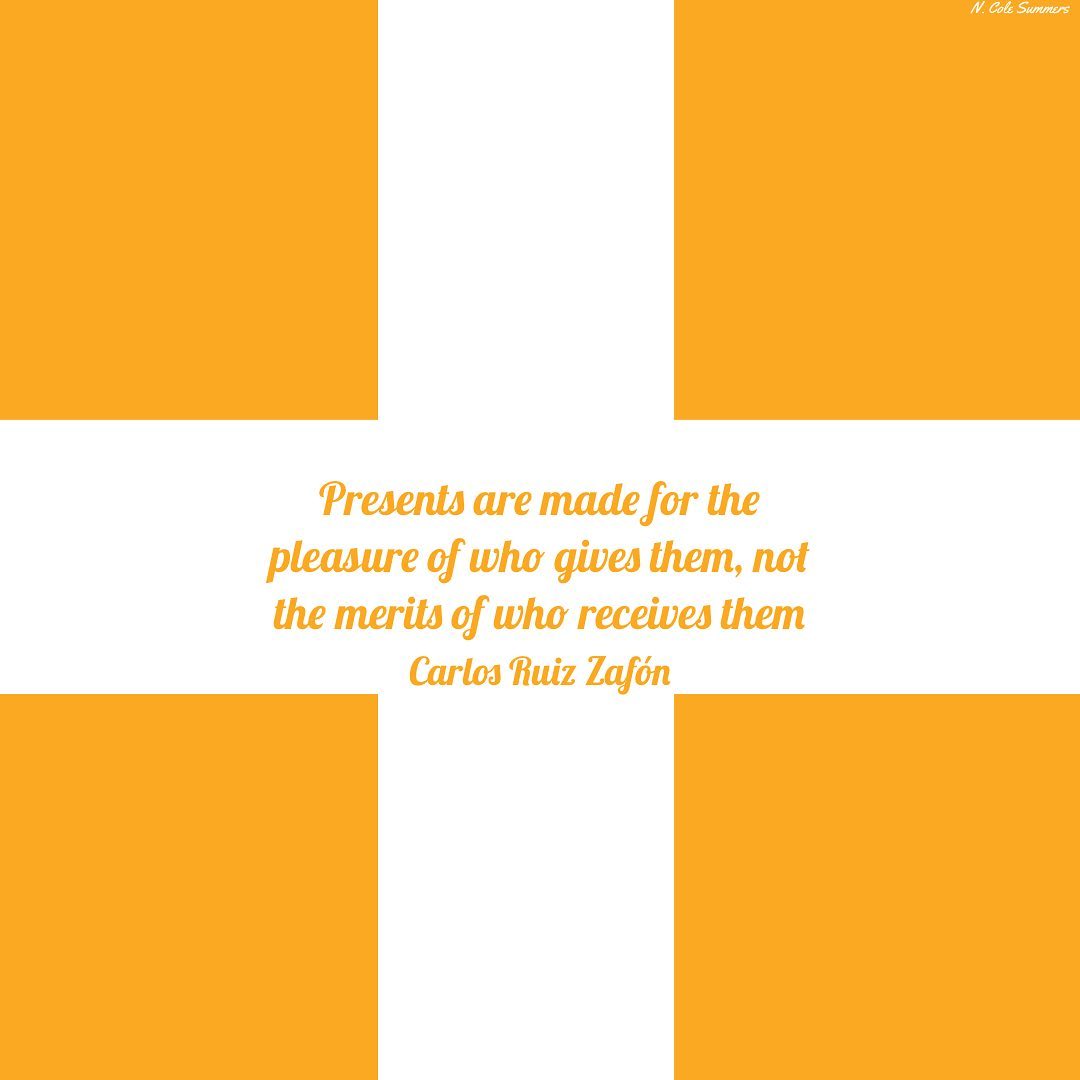 N. Cole Summers
Presents are made for the
pleasure of who gives them, not
the merits of who receives them
Carlos Ruiz Zafón